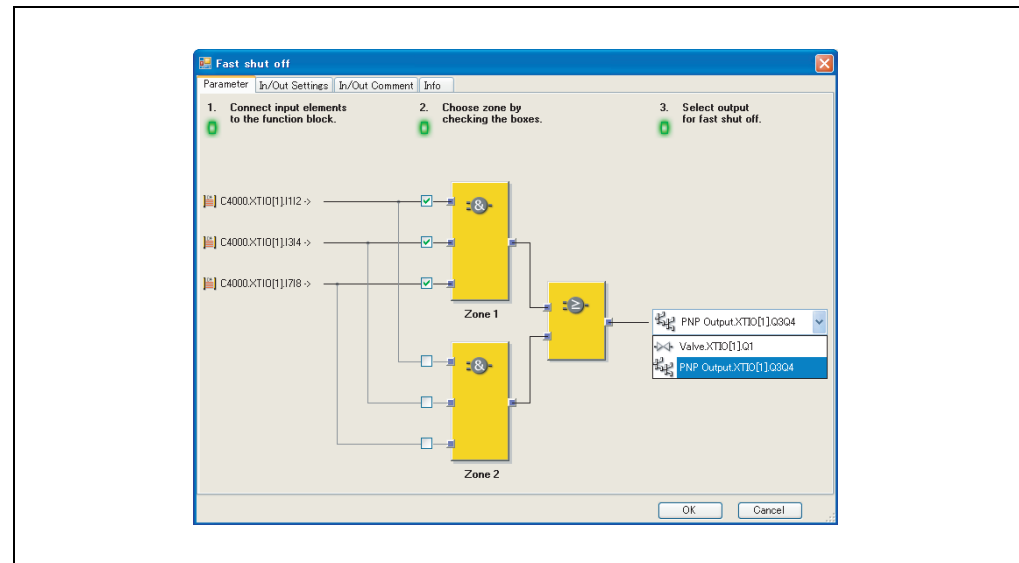 Fast shut off
Parameter In/Out Settings In/Out Comment Info
1. Connect input elements
to the function block.
2. Choose zone by
checking the boxes.
3. Select output
for fast shut off.
C4000.XTIO[1].I1I2 ->
C4000.XTIO[1].I3I4 ->
C4000.XTIO[1].I7I8 ->
&
Zone 1
≥
PNP Output.XTIO[1].Q3Q4
Valve.XTIO[1].Q1
PNP Output.XTIO[1].Q3Q4
&
Zone 2
OK Cancel